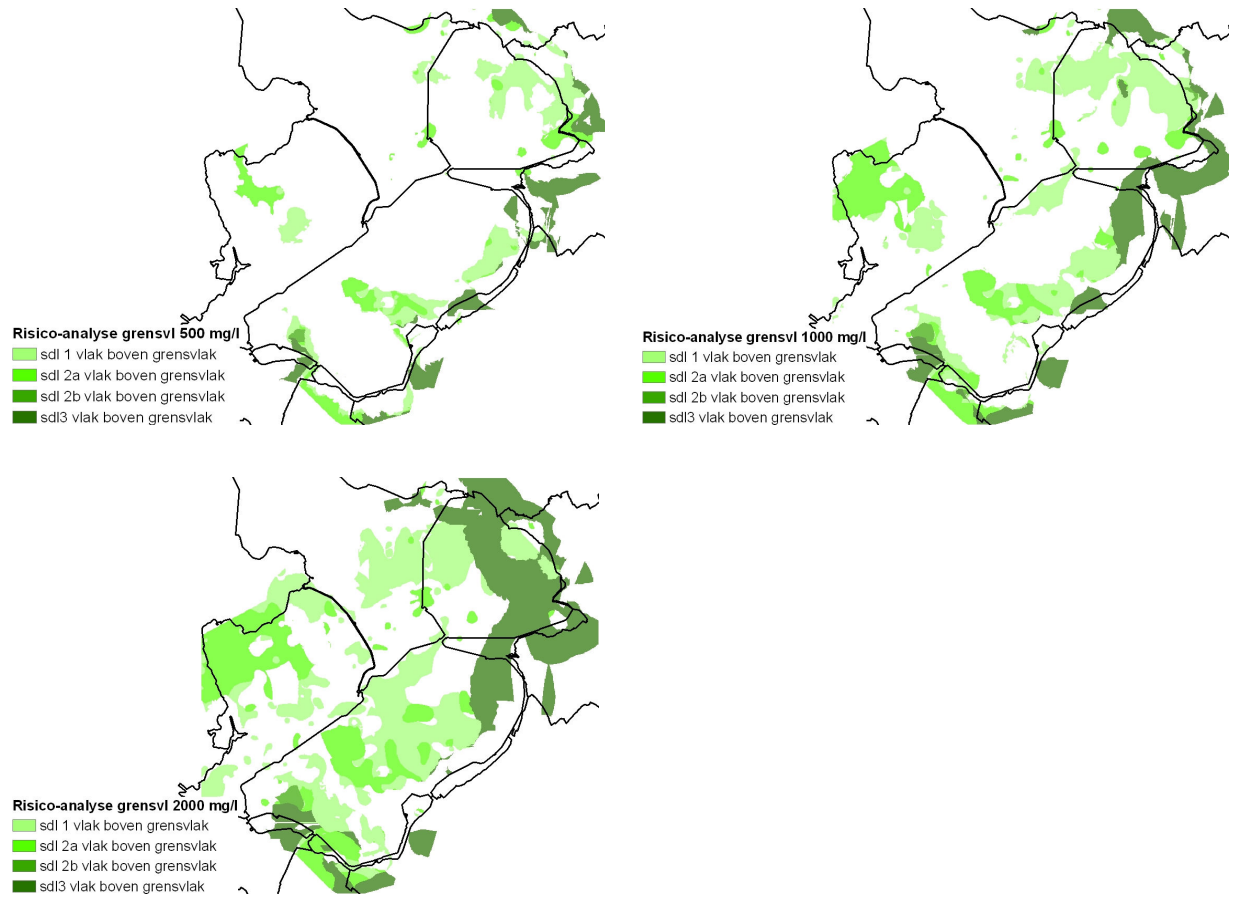 Risico-analyse grensvl 500 mg/l
sdl 1 vlak boven grensvlak
sdl 2a vlak boven grensvlak
sdl 2b vlak boven grensvlak
sdl3 vlak boven grensvlak
Risico-analyse grensvl 1000 mg/l
sdl 1 vlak boven grensvlak
sdl 2a vlak boven grensvlak
sdl 2b vlak boven grensvlak
sdl3 vlak boven grensvlak
Risico-analyse grensvl 2000 mg/l
sdl 1 vlak boven grensvlak
sdl 2a vlak boven grensvlak
sdl 2b vlak boven grensvlak
sdl3 vlak boven grensvlak